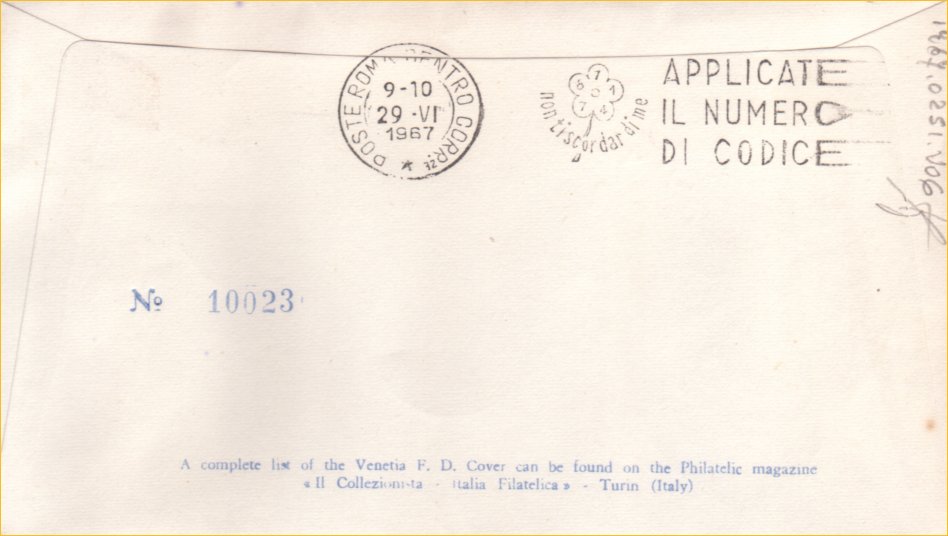 POSTE ROMA CENTRO CORR.
9-10
29 -VI
1967
non ti scordar di me
APPLICATE
IL NUMERO
DI CODICE
№ 10023
A complete list of the Venetia F. D. Cover can be found on the Philatelic magazine
« Il Collezionista - Italia Filatelica » - Turin (Italy)